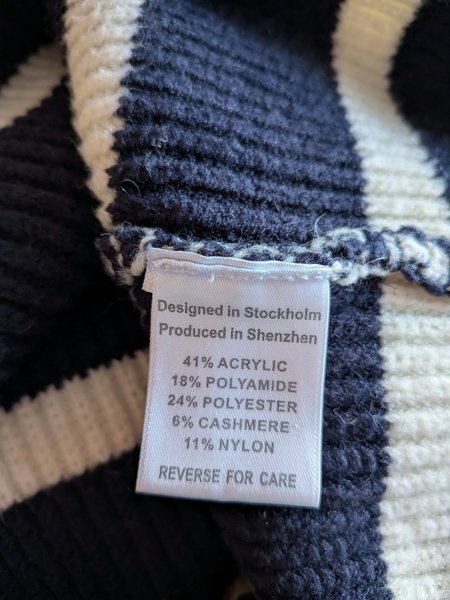 Designed in Stockholm
Produced in Shenzhen
41% ACRYLIC
18% POLYAMIDE
24% POLYESTER
6% CASHMERE
11% NYLON
REVERSE FOR CARE